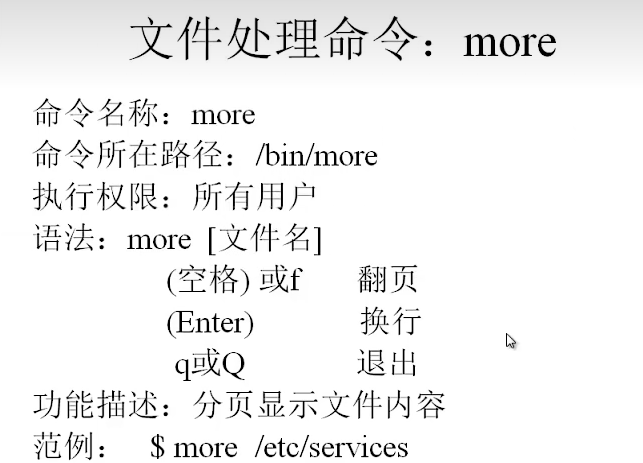 文件处理命令：more
命令名称：more
命令所在路径：/bin/more
执行权限：所有用户
语法：more [文件名]
(空格) 或f 翻页
(Enter) 换行
q或Q 退出
功能描述：分页显示文件内容
范例： $ more /etc/services